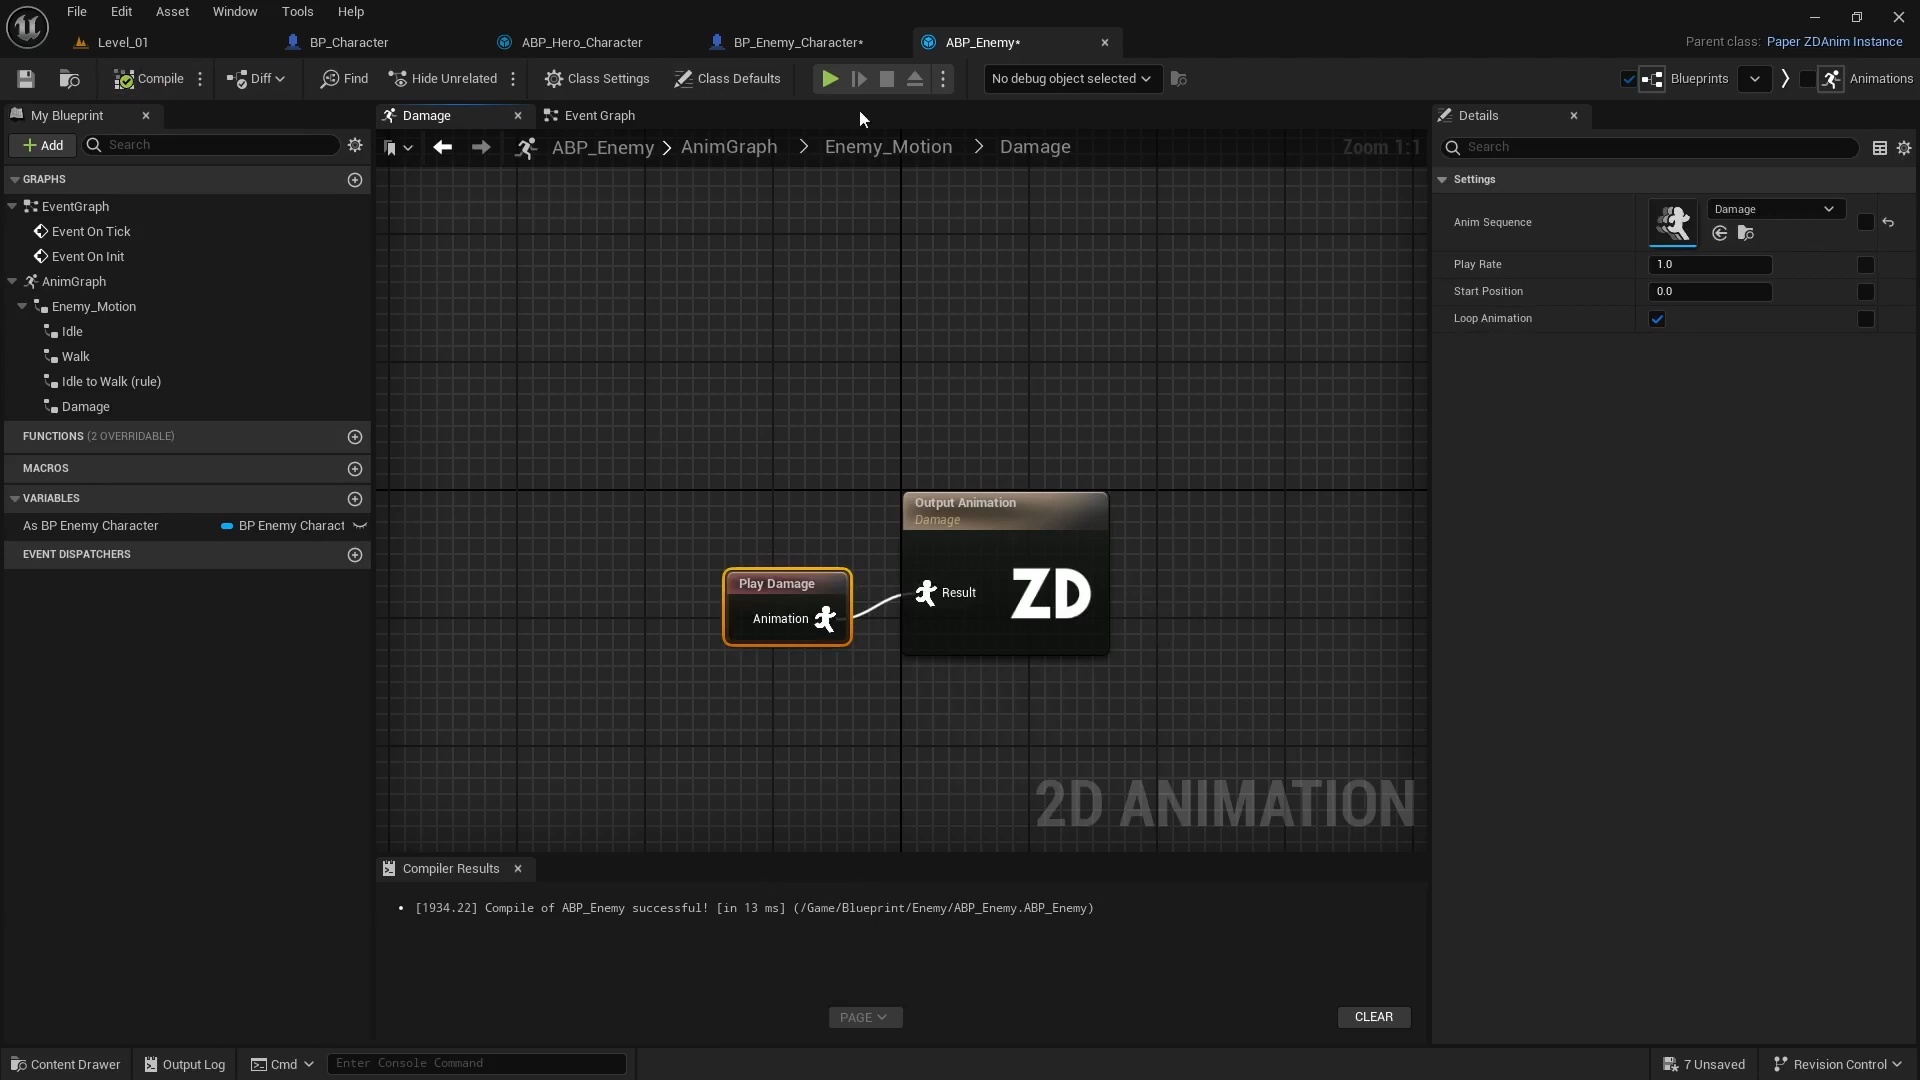 File Edit Asset Window Tools Help
Level_01 BP_Character ABP_Hero_Character BP_Enemy_Character* ABP_Enemy*
Parent class: Paper ZDAnim Instance
Compile Diff Find Hide Unrelated Class Settings Class Defaults No debug object selected Blueprints Animations
My Blueprint Damage Event Graph Details
Add Search ABP_Enemy > AnimGraph > Enemy_Motion > Damage Zoom 1:1 Search
GRAPHS
EventGraph
Event On Tick
Event On Init
AnimGraph
Enemy_Motion
Idle
Walk
Idle to Walk (rule)
Damage
FUNCTIONS (2 OVERRIDABLE)
MACROS
VARIABLES
As BP Enemy Character BP Enemy Charact
EVENT DISPATCHERS
Output Animation
Damage
Result ZD
Play Damage
Animation
2D ANIMATION
Settings
Anim Sequence Damage
Play Rate 1.0
Start Position 0.0
Loop Animation
Compiler Results
• [1934.22] Compile of ABP_Enemy successful! [in 13 ms] (/Game/Blueprint/Enemy/ABP_Enemy.ABP_Enemy)
PAGE CLEAR
Content Drawer Output Log Cmd Enter Console Command 7 Unsaved Revision Control